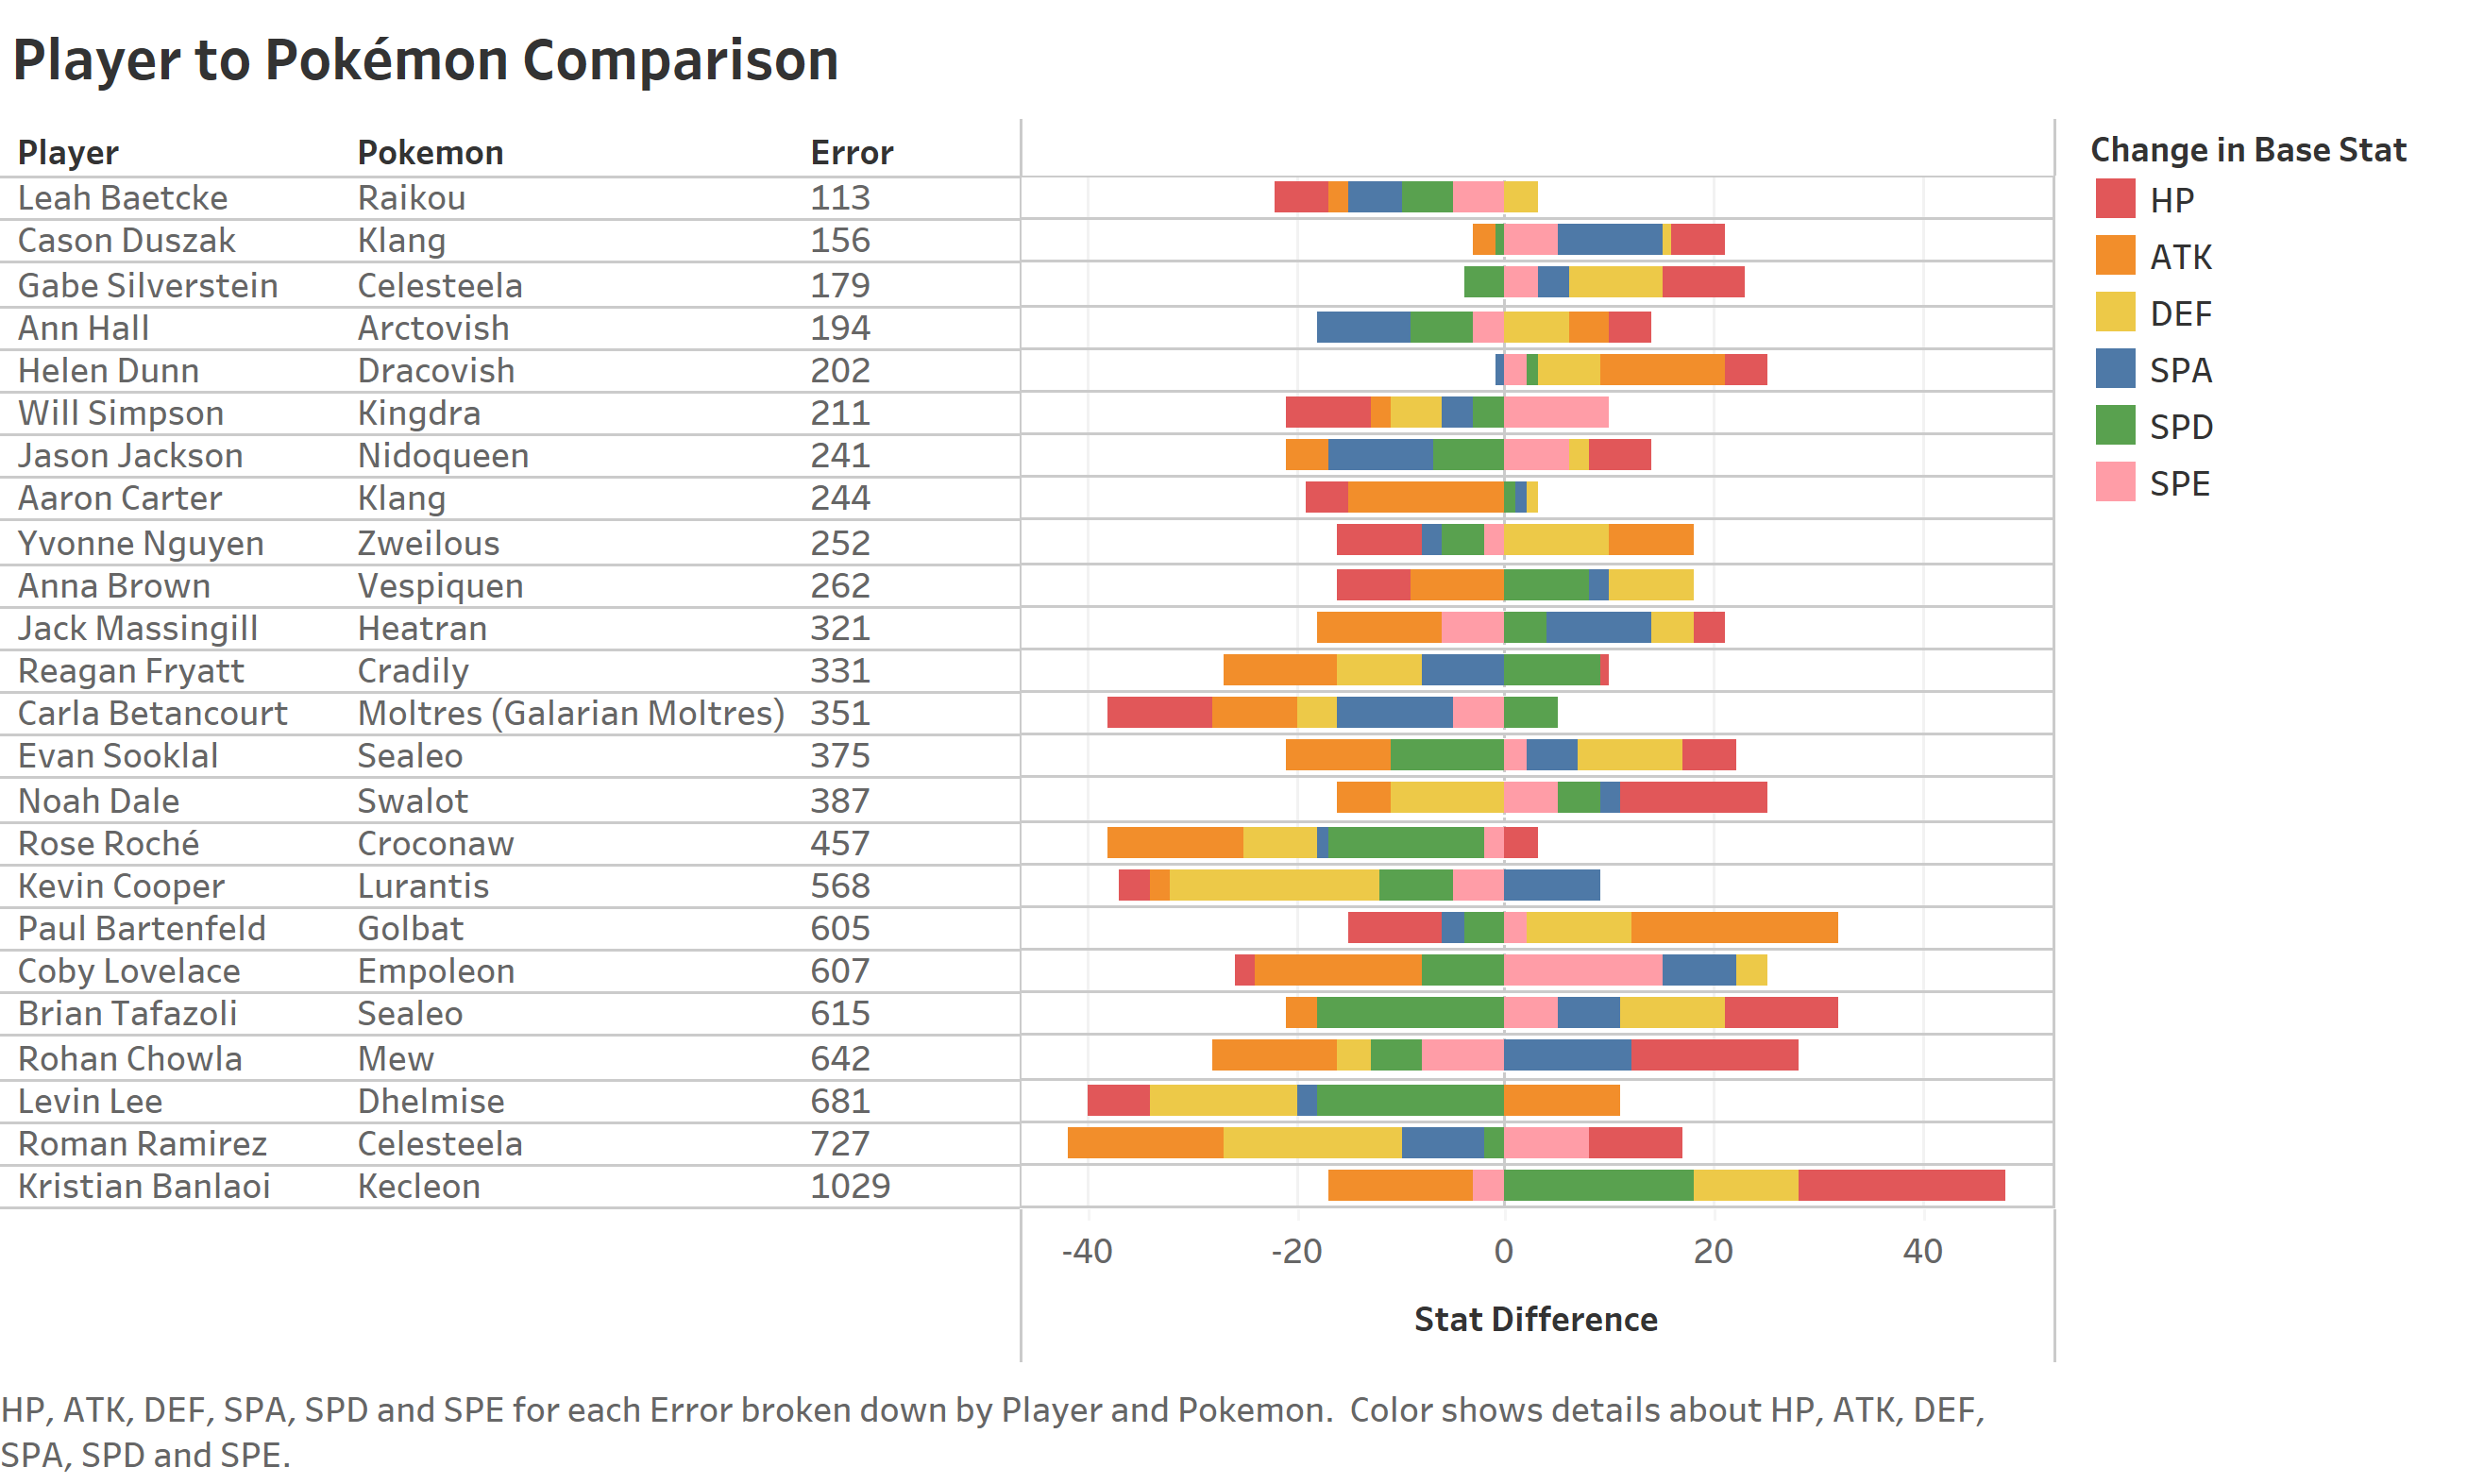 Player to Pokémon Comparison
Player Pokemon Error
Change in Base Stat
Leah Baetcke Raikou 113
HP
Cason Duszak Klang 156
ATK
Gabe Silverstein Celesteela 179
DEF
Ann Hall Arctovish 194
Helen Dunn Dracovish 202
SPA
Will Simpson Kingdra 211
SPD
Jason Jackson Nidoqueen 241
SPE
Aaron Carter Klang 244
Yvonne Nguyen Zweilous 252
Anna Brown Vespiquen 262
Jack Massingill Heatran 321
Reagan Fryatt Cradily 331
Carla Betancourt Moltres (Galarian Moltres) 351
Evan Sooklal Sealeo 375
Noah Dale Swalot 387
Rose Roché Croconaw 457
Kevin Cooper Lurantis 568
Paul Bartenfeld Golbat 605
Coby Lovelace Empoleon 607
Brian Tafazoli Sealeo 615
Rohan Chowla Mew 642
Levin Lee Dhelmise 681
Roman Ramirez Celesteela 727
Kristian Banlaoi Kecleon 1029
-40 -20 0 20 40
Stat Difference
HP, ATK, DEF, SPA, SPD and SPE for each Error broken down by Player and Pokemon. Color shows details about HP, ATK, DEF,
SPA, SPD and SPE.